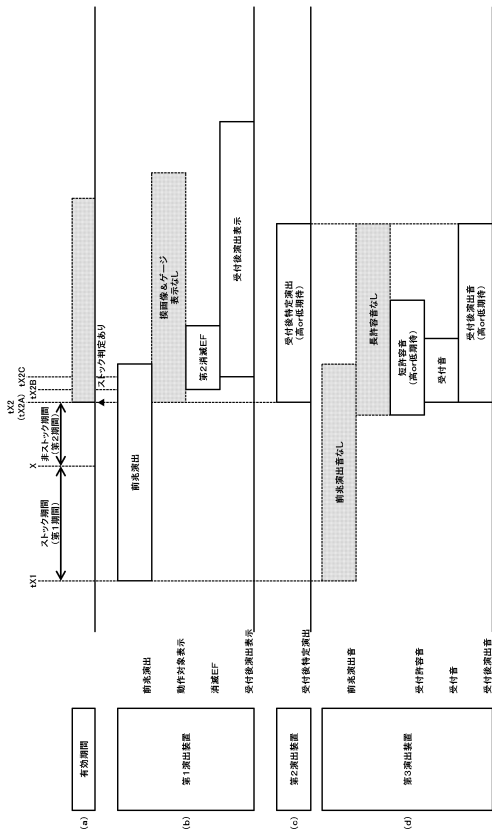 tX1
X
tX2
(tX2A)
tX2B
tX2C
ストック期間
(第1期間)
非ストック期間
(第2期間)
ストック判定あり
(a)
有効期間
(b)
第1演出装置
前兆演出
前兆演出
動作対象表示
操画像&ゲージ
表示なし
消滅EF
第2消滅EF
受付後演出表示
受付後演出表示
(c)
第2演出装置
受付後特定演出
受付後特定演出
(高or低期待)
(d)
第3演出装置
前兆演出音
前兆演出音なし
長許容音なし
受付許容音
短許容音
(高or低期待)
受付音
受付音
受付後演出音
受付後演出音
(高or低期待)